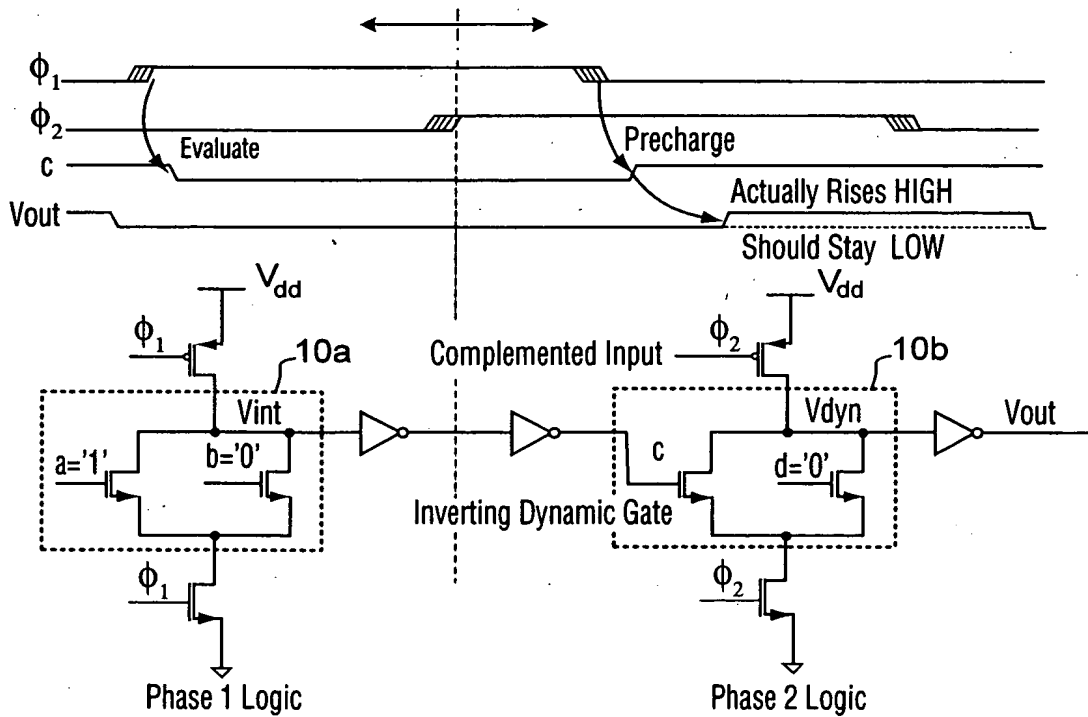 ϕ₁
ϕ₂
Evaluate
Precharge
c
Actually Rises HIGH
Vout
Should Stay LOW
Vdd
Vdd
ϕ₁
10a
Complemented Input
ϕ₂
10b
Vint
Vdyn
Vout
a='1'
b='0'
c
d='0'
Inverting Dynamic Gate
ϕ₁
ϕ₂
Phase 1 Logic
Phase 2 Logic